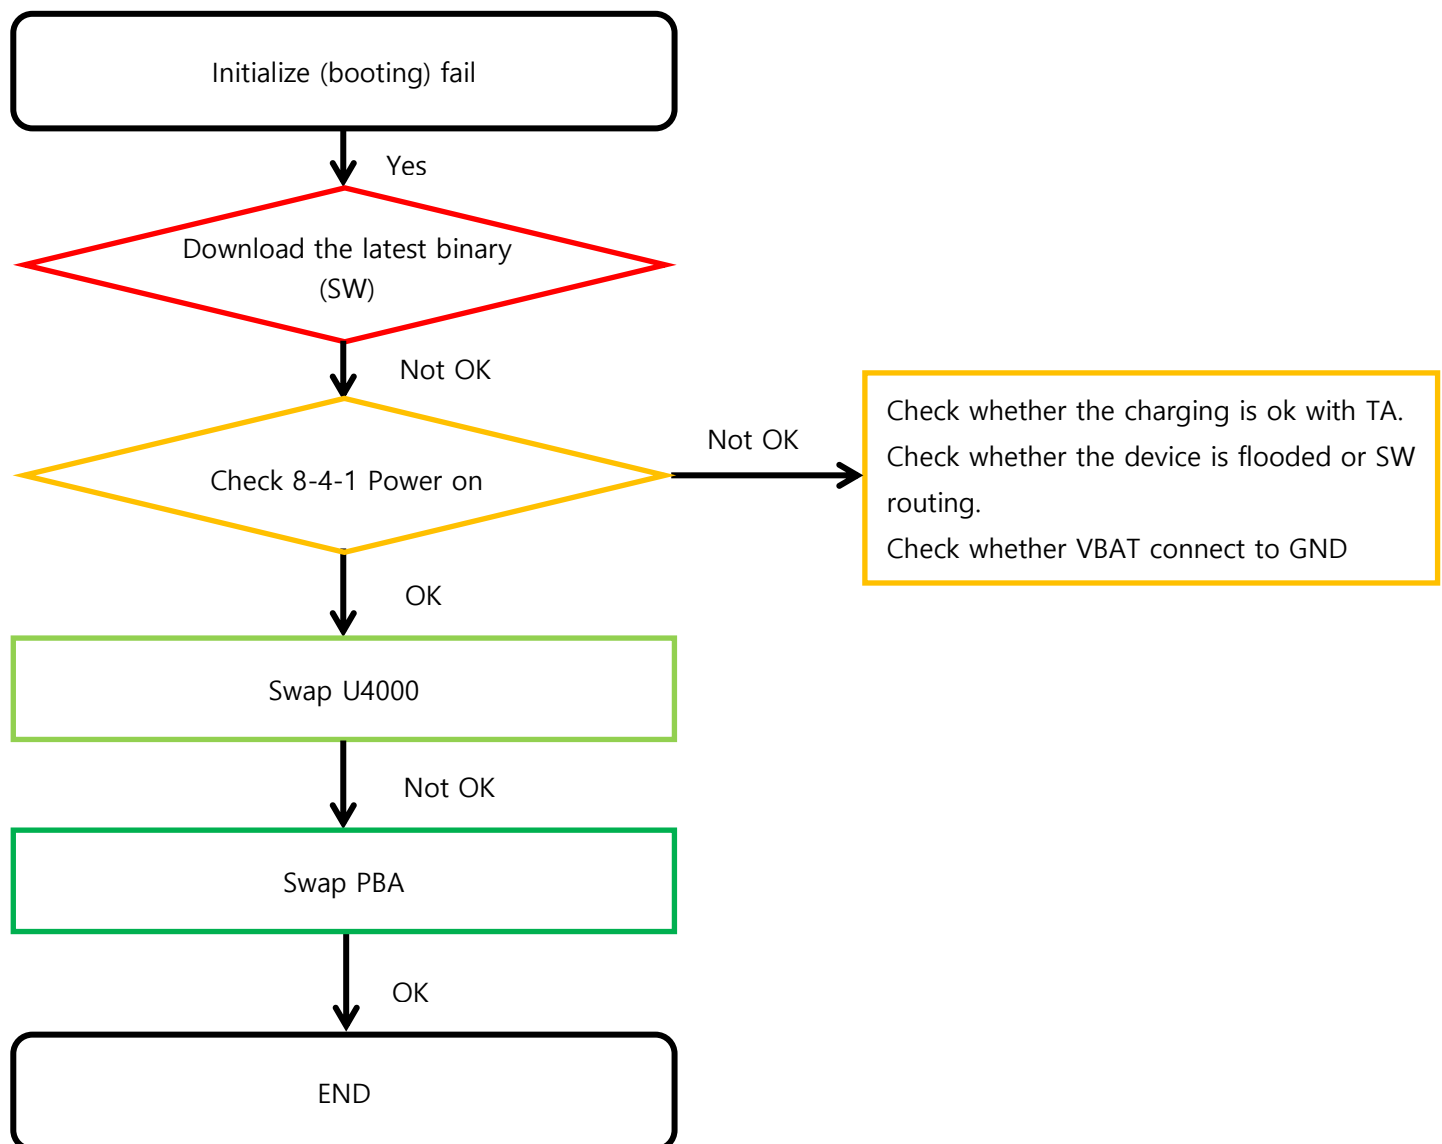 Initialize (booting) fail
Yes
Download the latest binary
(SW)
Not OK
Check 8-4-1 Power on
Not OK
Check whether the charging is ok with TA.
Check whether the device is flooded or SW
routing.
Check whether VBAT connect to GND
OK
Swap U4000
Not OK
Swap PBA
OK
END